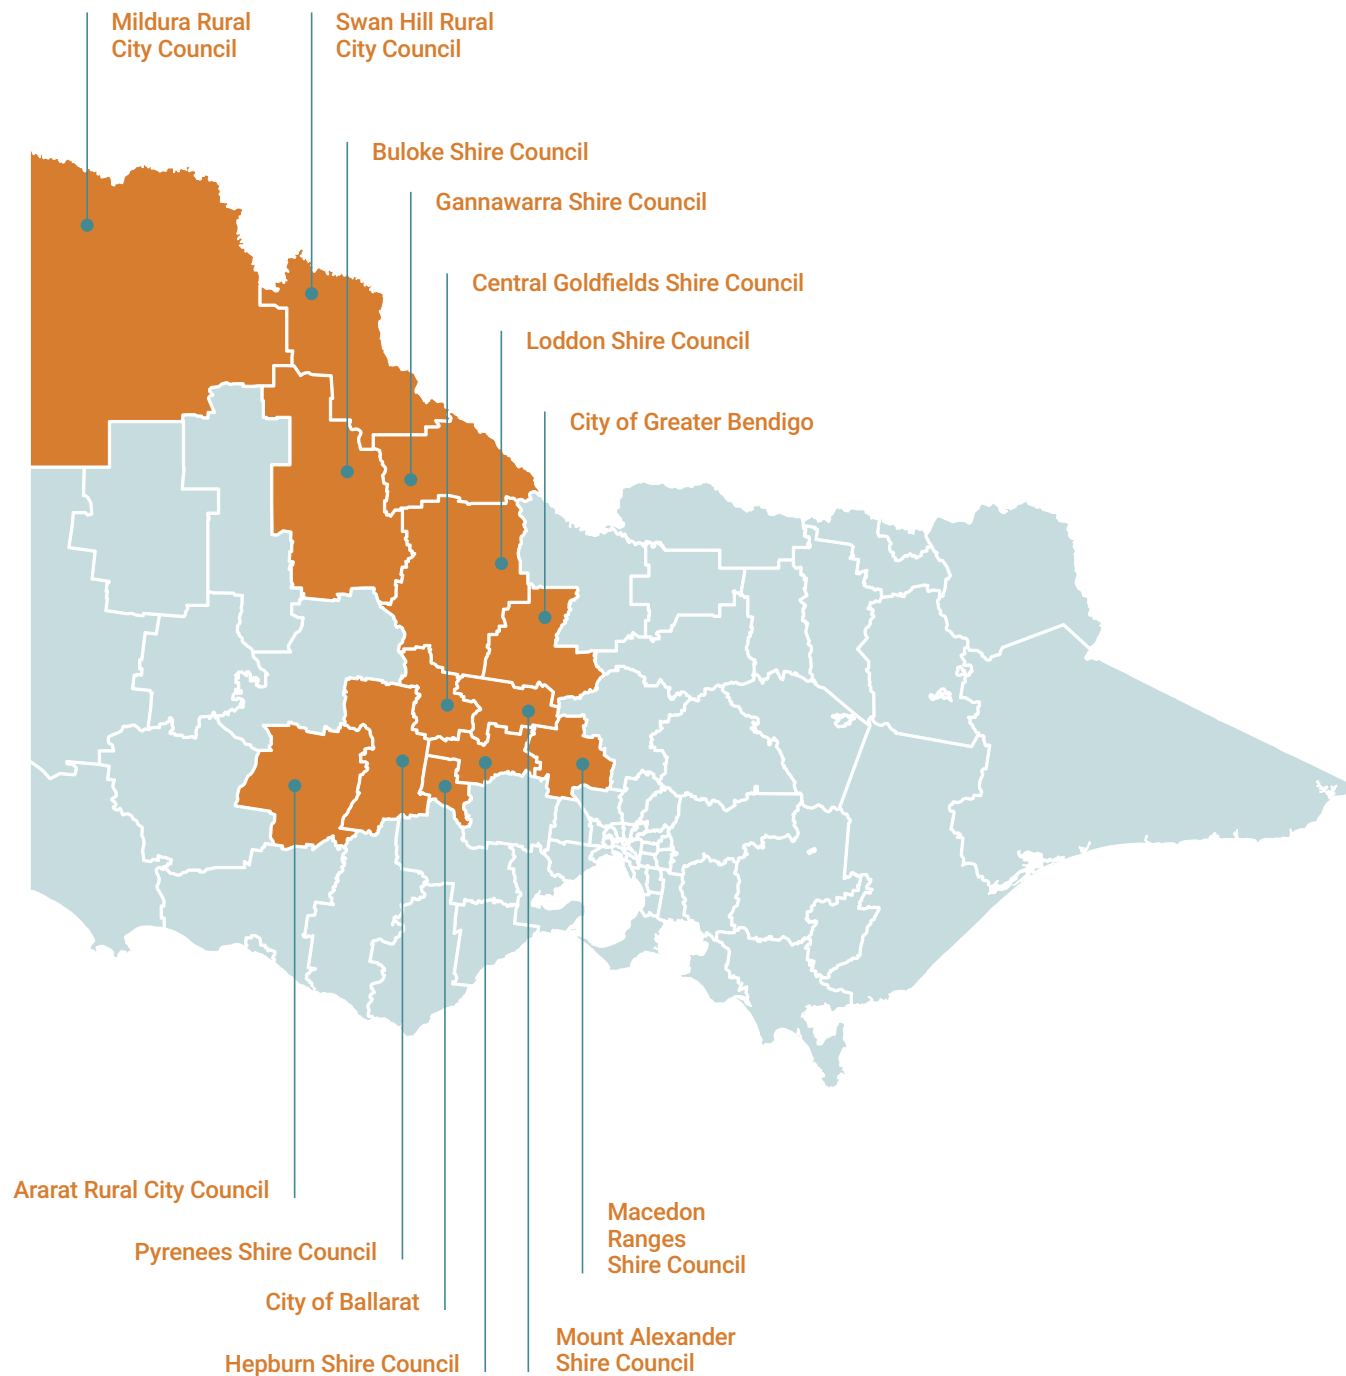 Mildura Rural
City Council
Swan Hill Rural
City Council
Buloke Shire Council
Gannawarra Shire Council
Central Goldfields Shire Council
Loddon Shire Council
City of Greater Bendigo
Ararat Rural City Council
Pyrenees Shire Council
City of Ballarat
Hepburn Shire Council
Mount Alexander
Shire Council
Macedon
Ranges
Shire Council